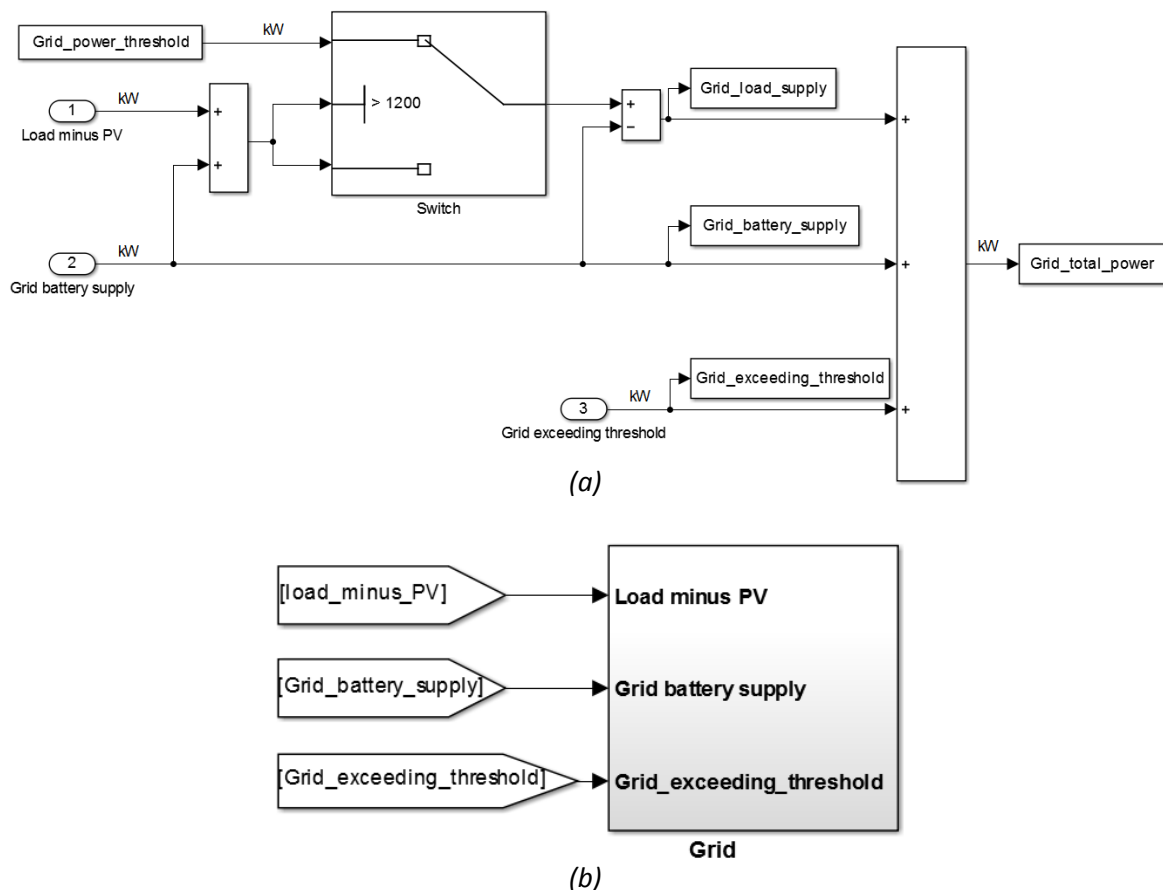 Grid_power_threshold
kW
> 1200
Switch
1
kW
Load minus PV
+
+
2
kW
Grid battery supply
+
−
Grid_load_supply
Grid_battery_supply
Grid_exceeding_threshold
3
kW
Grid exceeding threshold
+
+
+
kW
Grid_total_power
(a)
[load_minus_PV]
[Grid_battery_supply]
[Grid_exceeding_threshold]
Load minus PV
Grid battery supply
Grid_exceeding_threshold
Grid
(b)